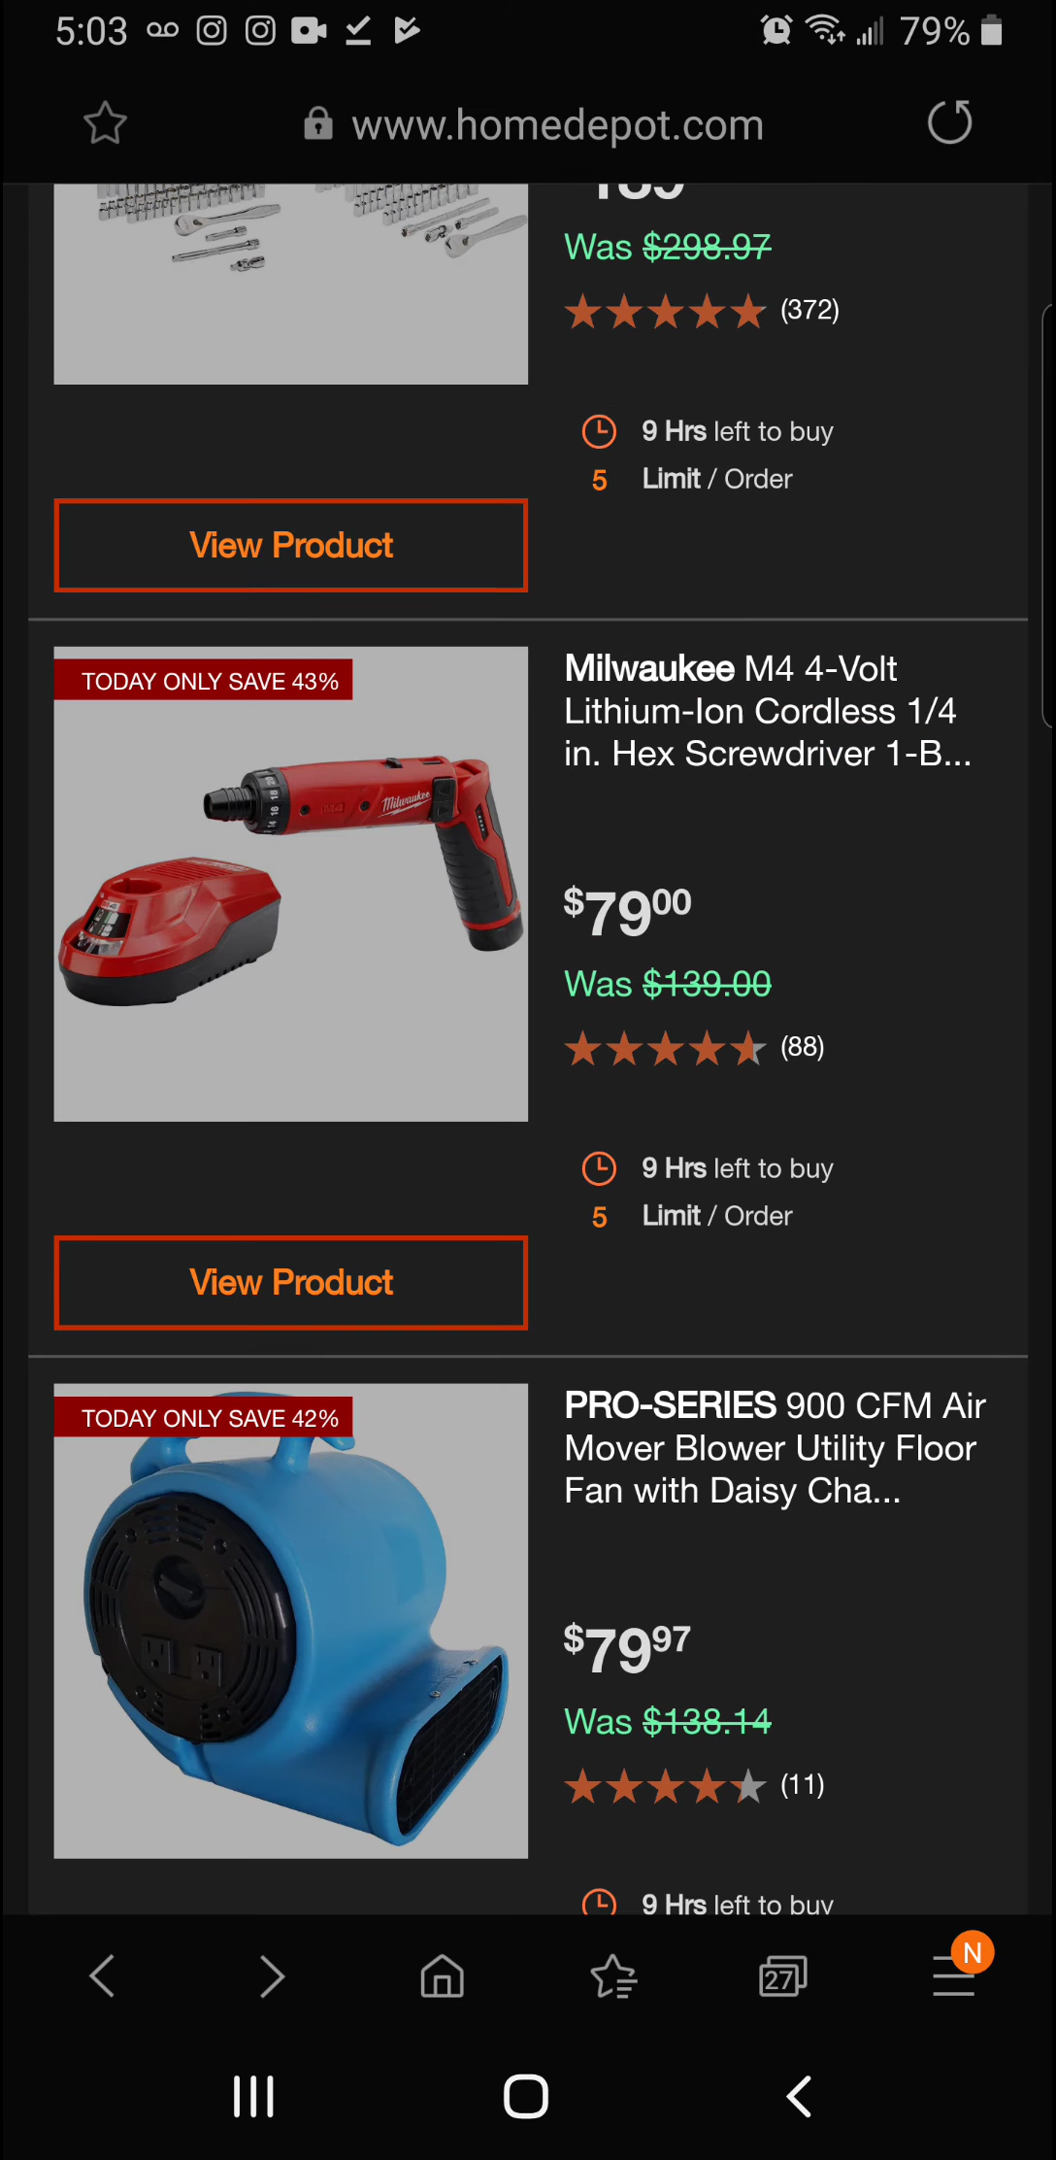 5:03 79%
www.homedepot.com
Was $298.97
(372)
9 Hrs left to buy
5 Limit / Order
View Product
TODAY ONLY SAVE 43%
Milwaukee M4 4-Volt
Lithium-Ion Cordless 1/4
in. Hex Screwdriver 1-B...
Milwaukee
$79.00
Was $139.00
(88)
9 Hrs left to buy
5 Limit / Order
View Product
TODAY ONLY SAVE 42%
PRO-SERIES 900 CFM Air
Mover Blower Utility Floor
Fan with Daisy Cha...
$79.97
Was $138.14
(11)
9 Hrs left to buy
27
N